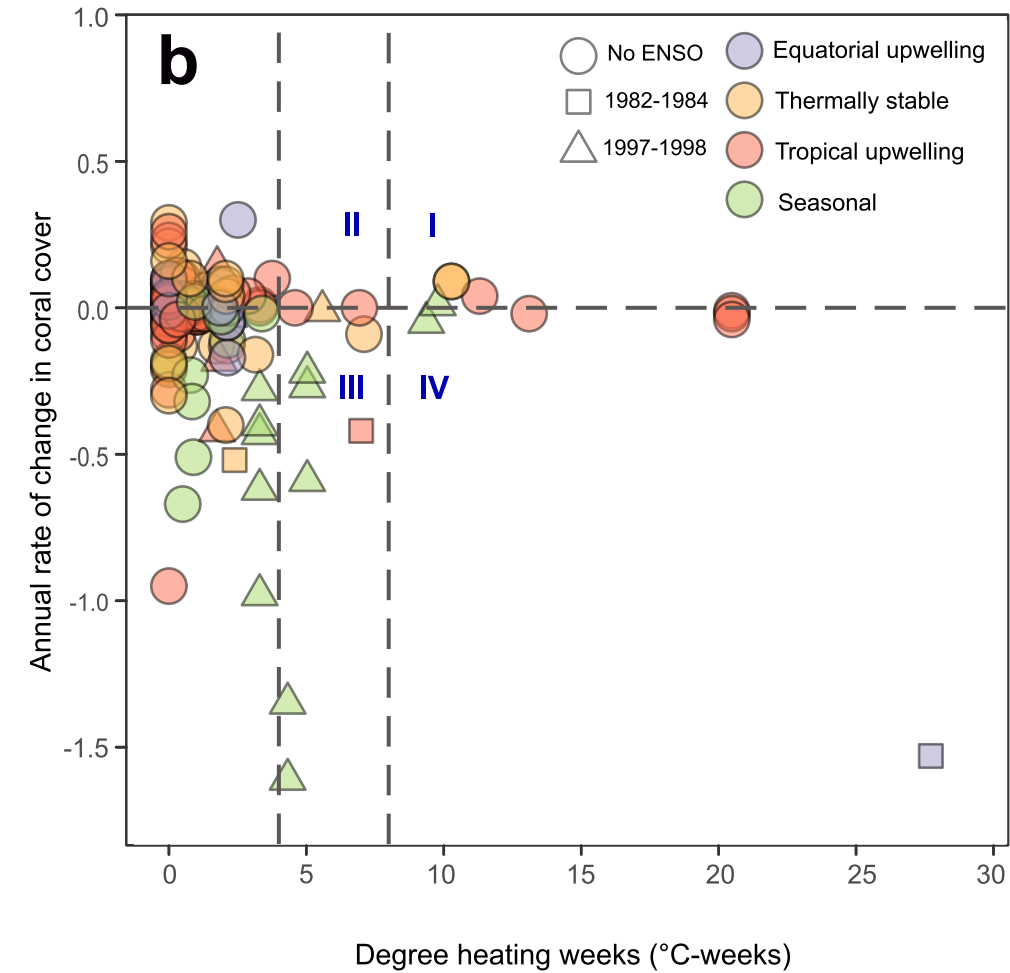 b
No ENSO
1982-1984
1997-1998
Equatorial upwelling
Thermally stable
Tropical upwelling
Seasonal
II
I
III
IV
1.0
0.5
0.0
-0.5
-1.0
-1.5
Annual rate of change in coral cover
0
5
10
15
20
25
30
Degree heating weeks (°C-weeks)